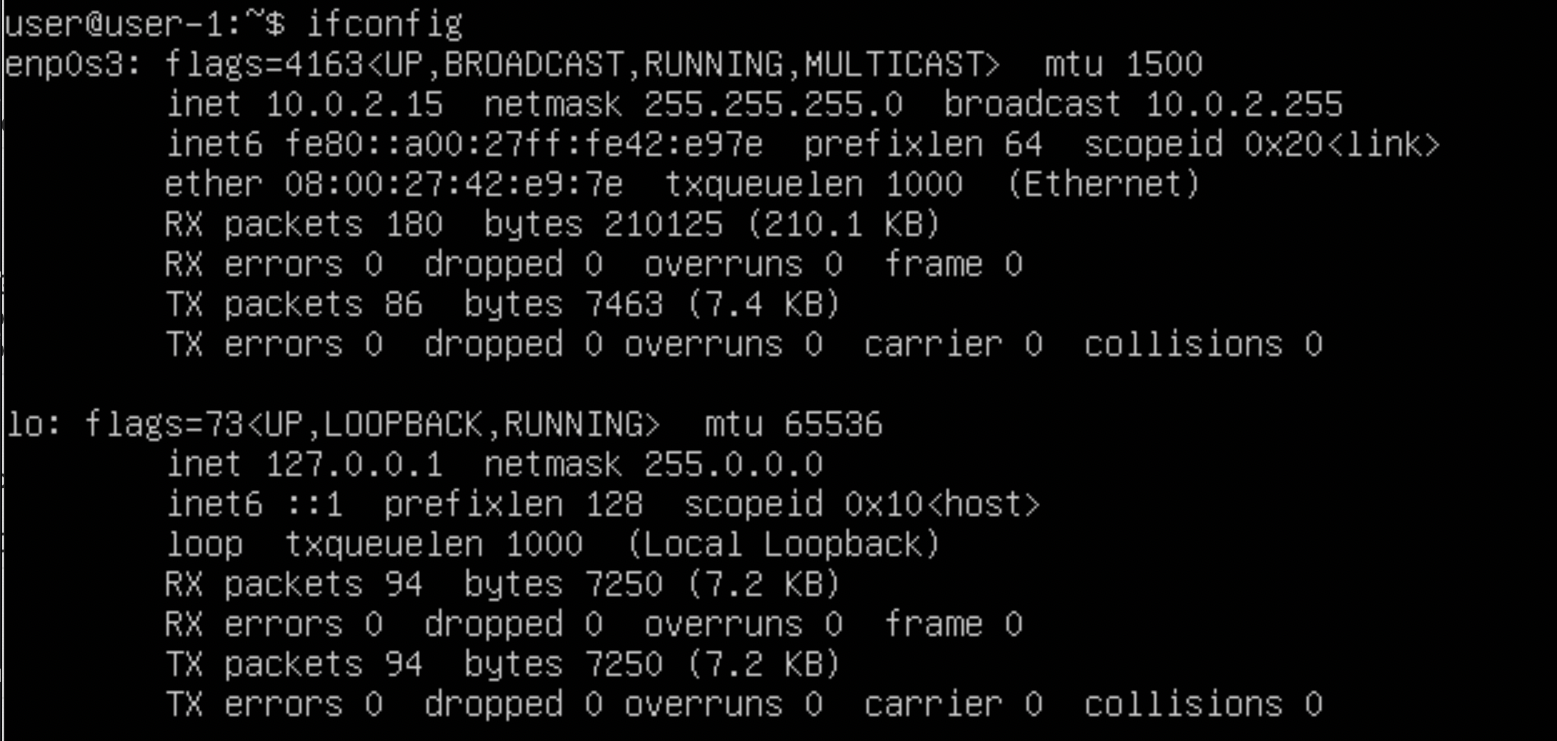 user@user-1:~$ ifconfig
enp0s3: flags=4163<UP,BROADCAST,RUNNING,MULTICAST>  mtu 1500
        inet 10.0.2.15  netmask 255.255.255.0  broadcast 10.0.2.255
        inet6 fe80::a00:27ff:fe42:e97e  prefixlen 64  scopeid 0x20<link>
        ether 08:00:27:42:e9:7e  txqueuelen 1000  (Ethernet)
        RX packets 180  bytes 210125 (210.1 KB)
        RX errors 0  dropped 0  overruns 0  frame 0
        TX packets 86  bytes 7463 (7.4 KB)
        TX errors 0  dropped 0 overruns 0  carrier 0  collisions 0

lo: flags=73<UP,LOOPBACK,RUNNING>  mtu 65536
        inet 127.0.0.1  netmask 255.0.0.0
        inet6 ::1  prefixlen 128  scopeid 0x10<host>
        loop  txqueuelen 1000  (Local Loopback)
        RX packets 94  bytes 7250 (7.2 KB)
        RX errors 0  dropped 0  overruns 0  frame 0
        TX packets 94  bytes 7250 (7.2 KB)
        TX errors 0  dropped 0 overruns 0  carrier 0  collisions 0